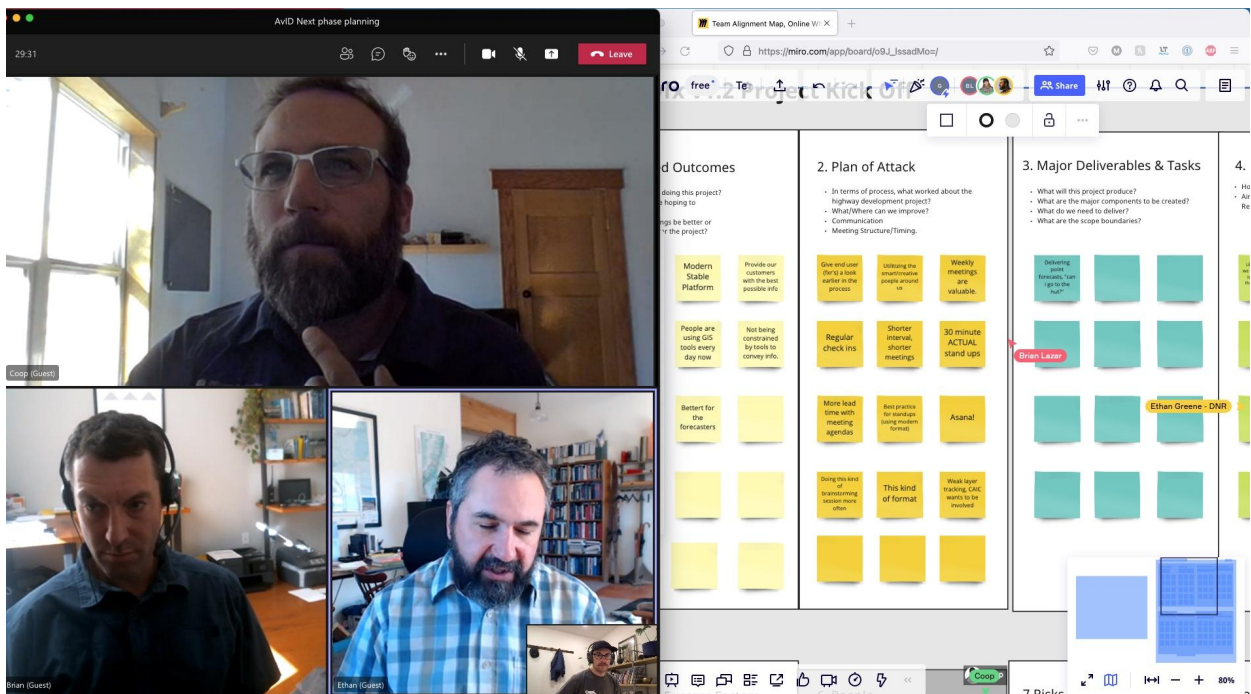 AvID Next phase planning
29:31
Leave
Coop (Guest)
Brian (Guest)
Ethan (Guest)
Team Alignment Map, Online W
https://miro.com/app/board/o9J_IssadMo=/
free
Share
.2 Project Kick Off
d Outcomes
doing this project?
e hoping to
ngs be better or
r the project?
Modern
Stable
Platform
Provide our
customers
with the best
possible info
People are
using GIS
tools every
day now
Not being
constrained
by tools to
convey info.
Bettert for
the
forecasters
2. Plan of Attack
In terms of process, what worked about the
highway development project?
What/Where can we improve?
Communication
Meeting Structure/Timing.
Give end user
(fxr's) a look
earlier in the
process
Utilitizing the
smart/creative
people around
us
Weekly
meetings
are
valuable.
Regular
check ins
Shorter
interval,
shorter
meetings
30 minute
ACTUAL
stand ups
More lead
time with
meeting
agendas
Best practice
for standups
(using modern
format)
Asana!
Doing this kind
of
brainstorming
session more
often
This kind
of format
Weak layer
tracking, CAIC
wants to be
involved
3. Major Deliverables & Tasks
What will this project produce?
What are the major components to be created?
What do we need to deliver?
What are the scope boundaries?
Delivering
point
forecasts, "can
I go to the
hut?"
Brian Lazar
Ethan Greene - DNR
4.
Coop
7 Risks
80%